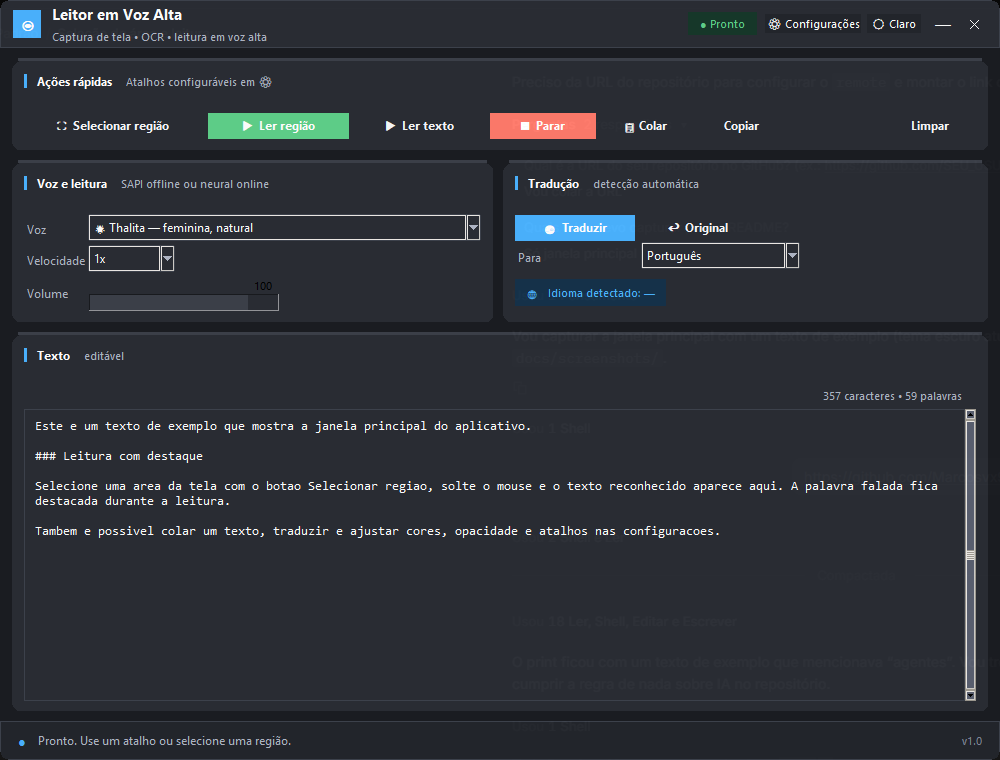 Leitor em Voz Alta
Captura de tela • OCR • leitura em voz alta
● Pronto
Configurações
Claro
Ações rápidas
Atalhos configuráveis em
Selecionar região
Ler região
Ler texto
Parar
Colar
Copiar
Limpar
Voz e leitura
SAPI offline ou neural online
Voz
Thalita — feminina, natural
Velocidade
1x
Volume
100
Tradução
detecção automática
Traduzir
Original
Para
Português
Idioma detectado: —
Texto
editável
357 caracteres • 59 palavras
Este e um texto de exemplo que mostra a janela principal do aplicativo.
### Leitura com destaque
Selecione uma area da tela com o botao Selecionar regiao, solte o mouse e o texto reconhecido aparece aqui. A palavra falada fica
destacada durante a leitura.
Tambem e possivel colar um texto, traduzir e ajustar cores, opacidade e atalhos nas configuracoes.
Pronto. Use um atalho ou selecione uma região.
v1.0